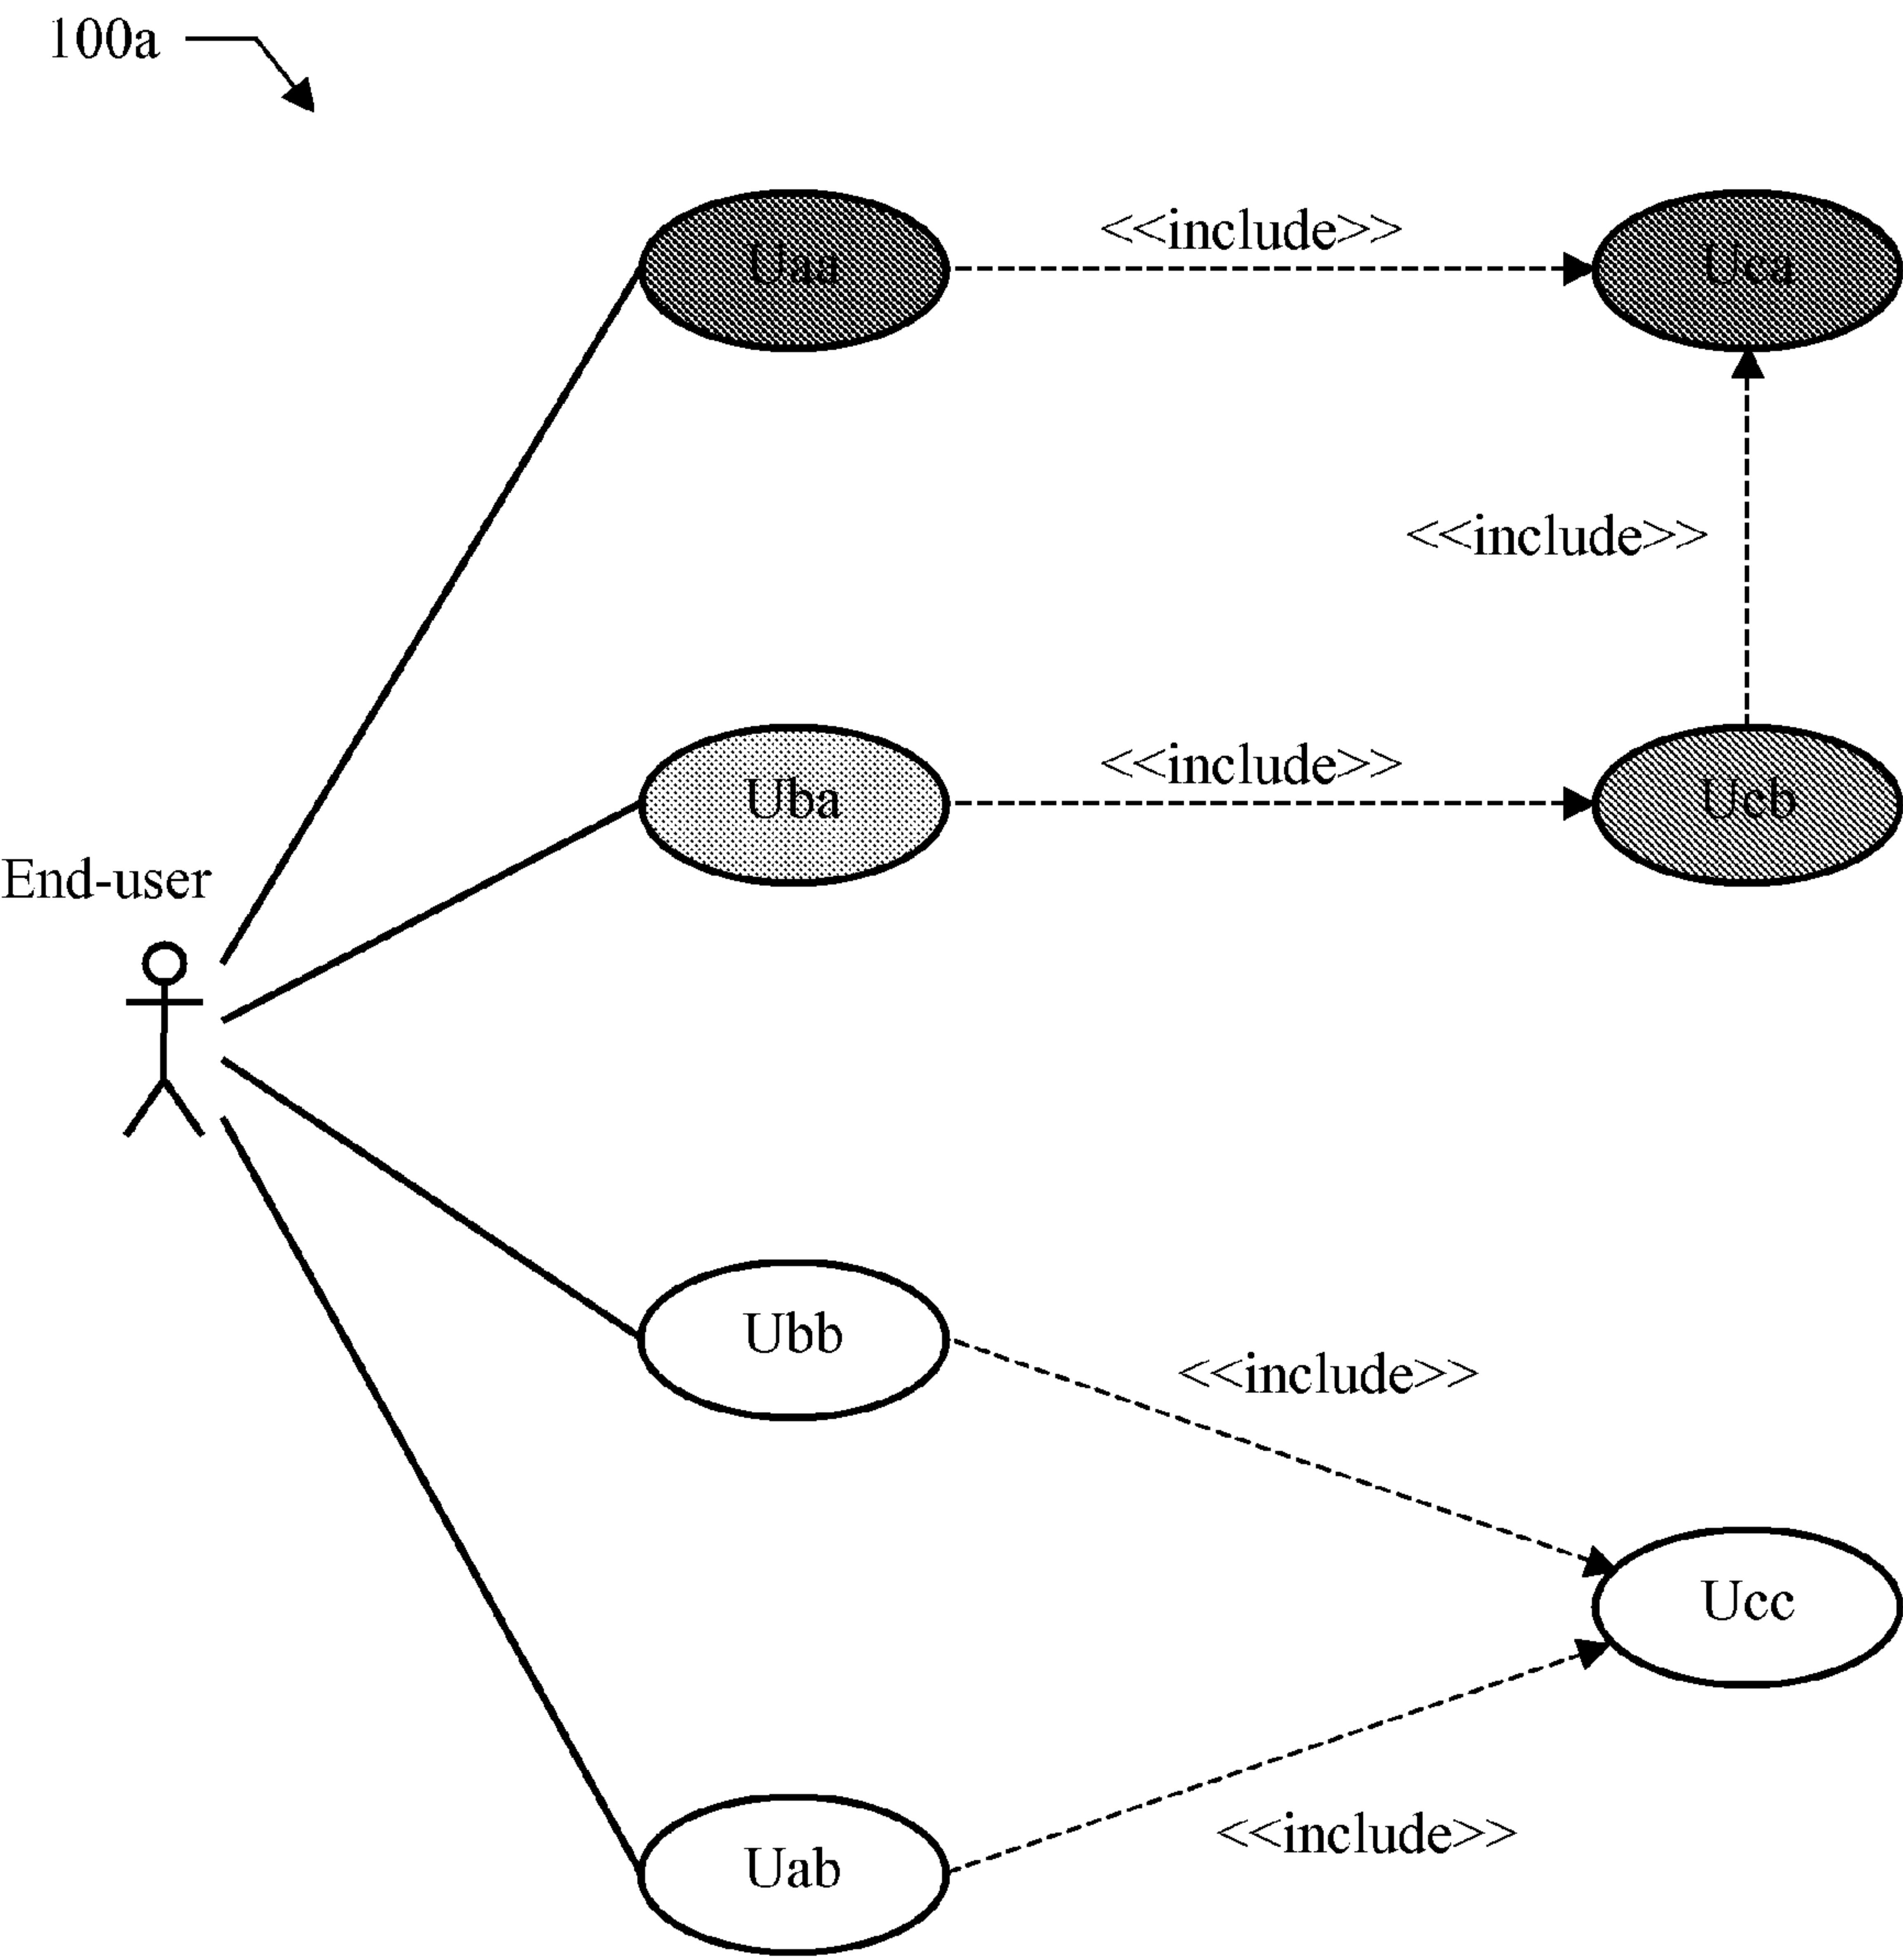 100a
Uaa
<<include>>
Uca
<<include>>
Uba
<<include>>
Ucb
End-user
Ubb
<<include>>
Ucc
Uab
<<include>>